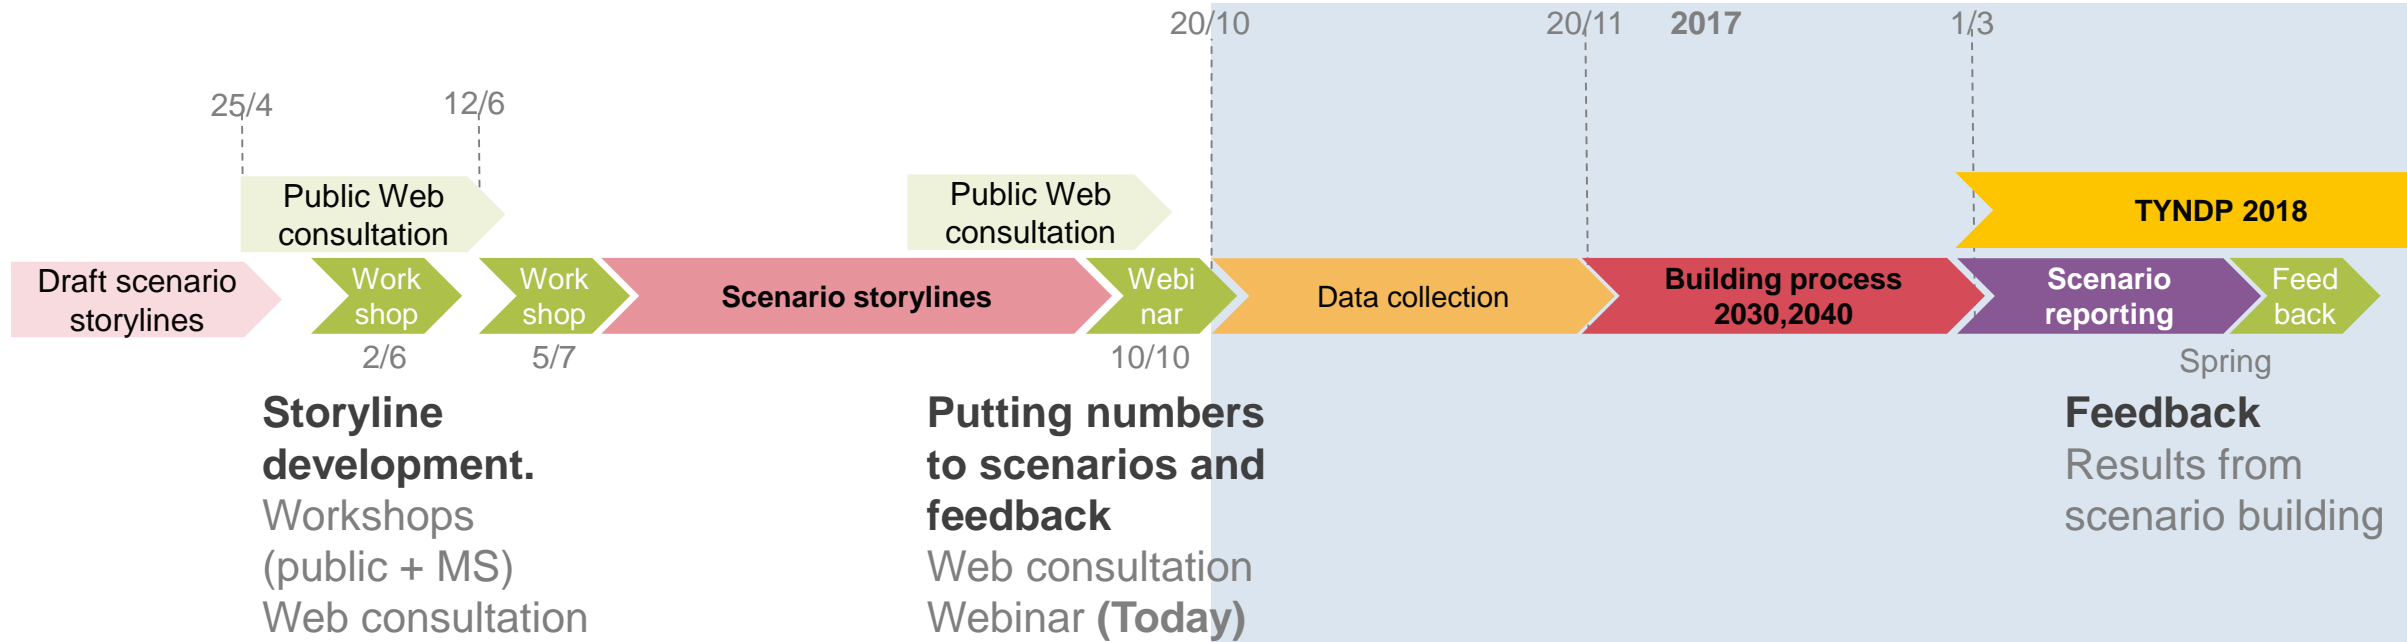 20/10
20/11
2017
1/3
25/4
12/6
Public Web
consultation
Public Web
consultation
TYNDP 2018
Draft scenario
storylines
Work
shop
Work
shop
Scenario storylines
Webi
nar
Data collection
Building process
2030,2040
Scenario
reporting
Feed
back
2/6
5/7
10/10
Spring
Storyline
development.
Workshops
(public + MS)
Web consultation
Putting numbers
to scenarios and
feedback
Web consultation
Webinar (Today)
Feedback
Results from
scenario building